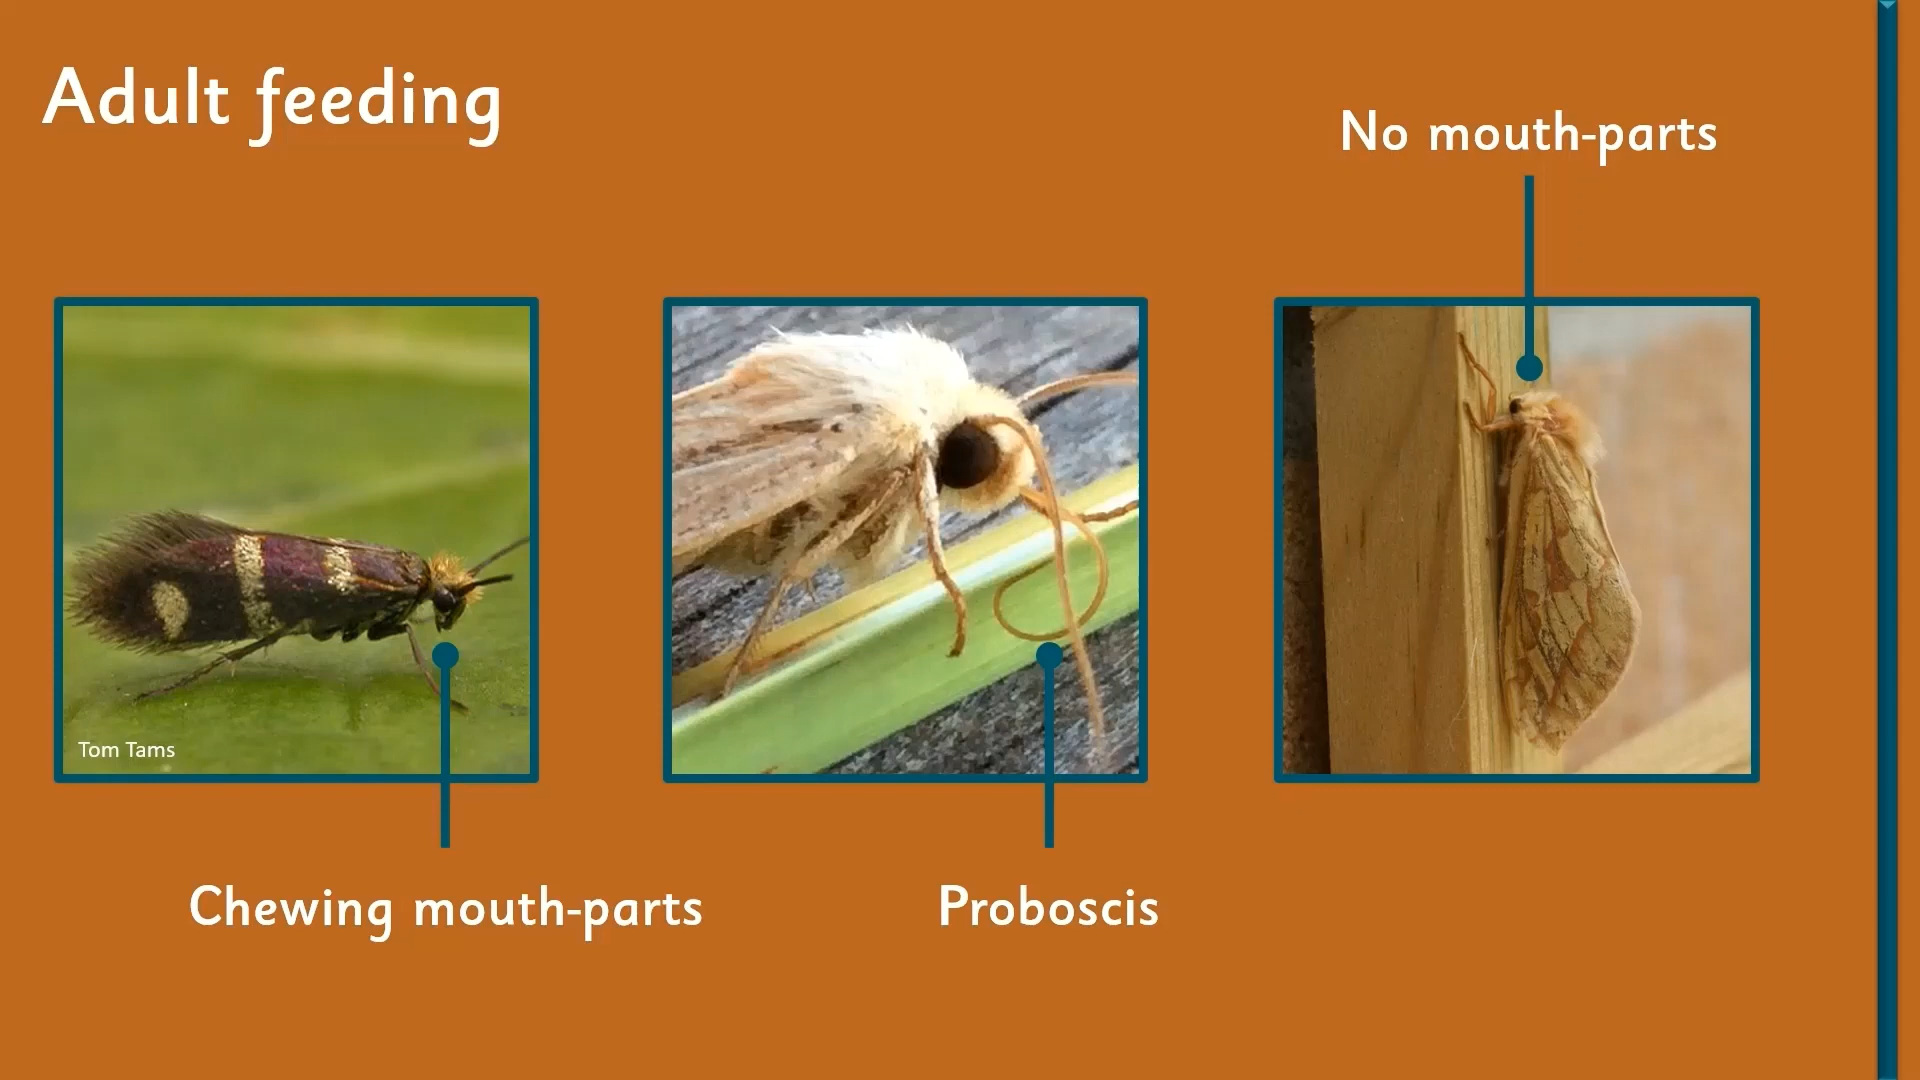 Adult feeding
No mouth-parts
Tom Tams
Chewing mouth-parts
Proboscis